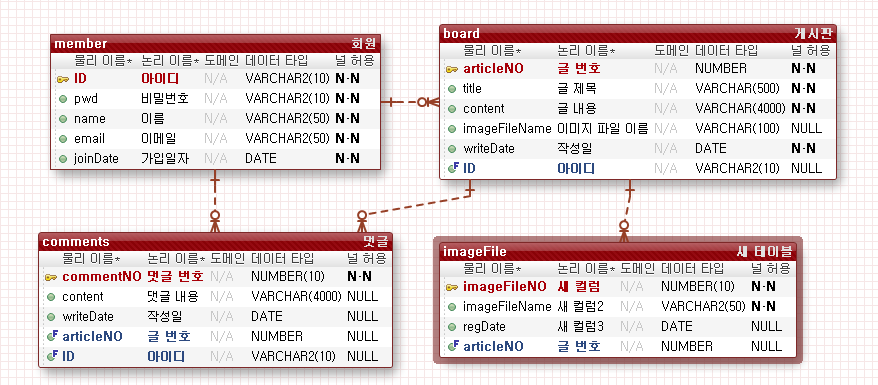 member 회원
물리 이름* 논리 이름* 도메인 데이터 타입 널 허용
ID 아이디 N/A VARCHAR2(10) N-N
pwd 비밀번호 N/A VARCHAR2(10) N-N
name 이름 N/A VARCHAR2(50) N-N
email 이메일 N/A VARCHAR2(50) N-N
joinDate 가입일자 N/A DATE N-N
board 게시판
물리 이름* 논리 이름* 도메인 데이터 타입 널 허용
articleNO 글 번호 N/A NUMBER N-N
title 글 제목 N/A VARCHAR(500) N-N
content 글 내용 N/A VARCHAR(4000) N-N
imageFileName 이미지 파일 이름 N/A VARCHAR(100) NULL
writeDate 작성일 N/A DATE N-N
ID 아이디 N/A VARCHAR2(10) NULL
comments 댓글
물리 이름* 논리 이름* 도메인 데이터 타입 널 허용
commentNO 댓글 번호 N/A NUMBER(10) N-N
content 댓글 내용 N/A VARCHAR(4000) NULL
writeDate 작성일 N/A DATE NULL
articleNO 글 번호 N/A NUMBER NULL
ID 아이디 N/A VARCHAR2(10) NULL
imageFile 새 테이블
물리 이름* 논리 이름* 도메인 데이터 타입 널 허용
imageFileNO 새 컬럼 N/A NUMBER(10) N-N
imageFileName 새 컬럼2 N/A VARCHAR2(50) N-N
regDate 새 컬럼3 N/A DATE NULL
articleNO 글 번호 N/A NUMBER NULL